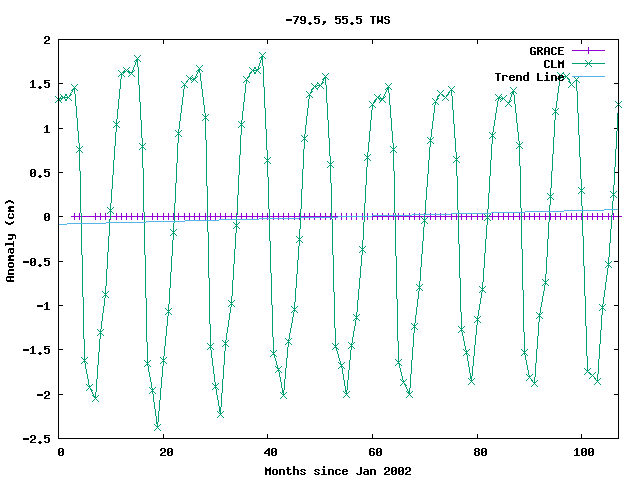 -79.5, 55.5 TWS
GRACE
CLM
Trend Line
2
1.5
1
0.5
0
-0.5
-1
-1.5
-2
-2.5
Anomaly (cm)
0 20 40 60 80 100
Months since Jan 2002